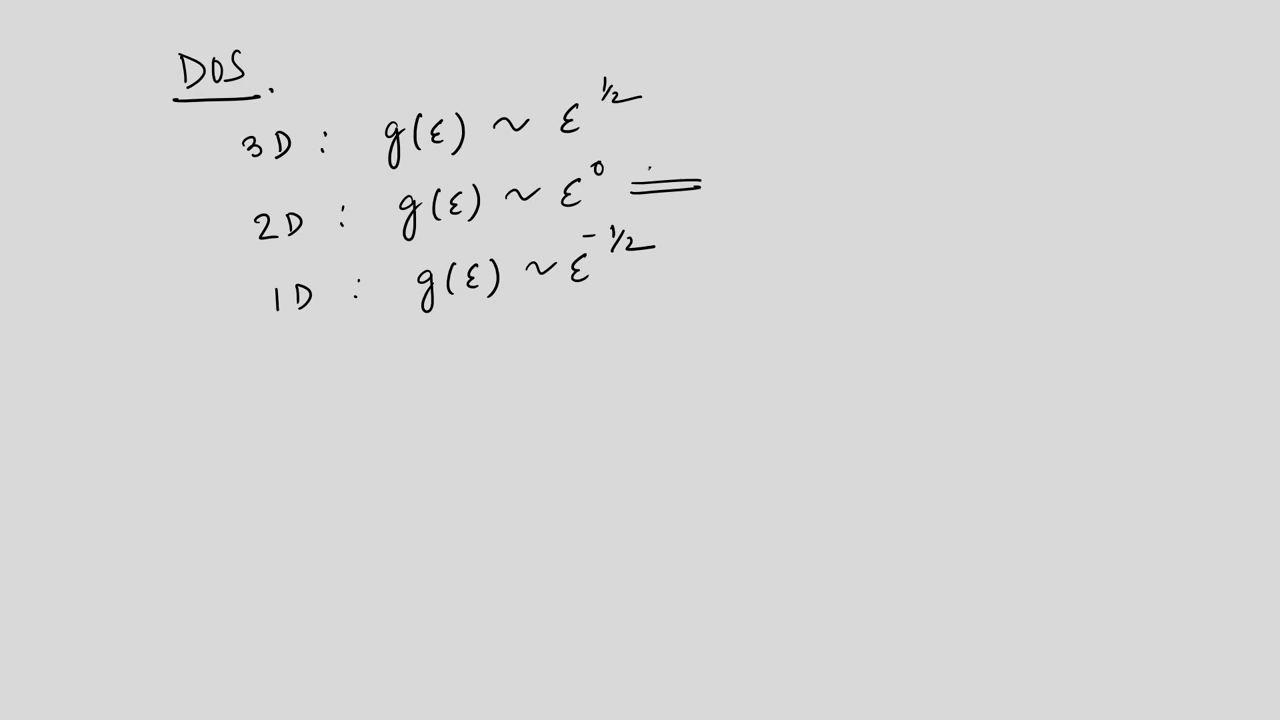 DOS.
3D : g(ε) ~ ε^1/2
2D : g(ε) ~ ε^0
1D : g(ε) ~ ε^-1/2